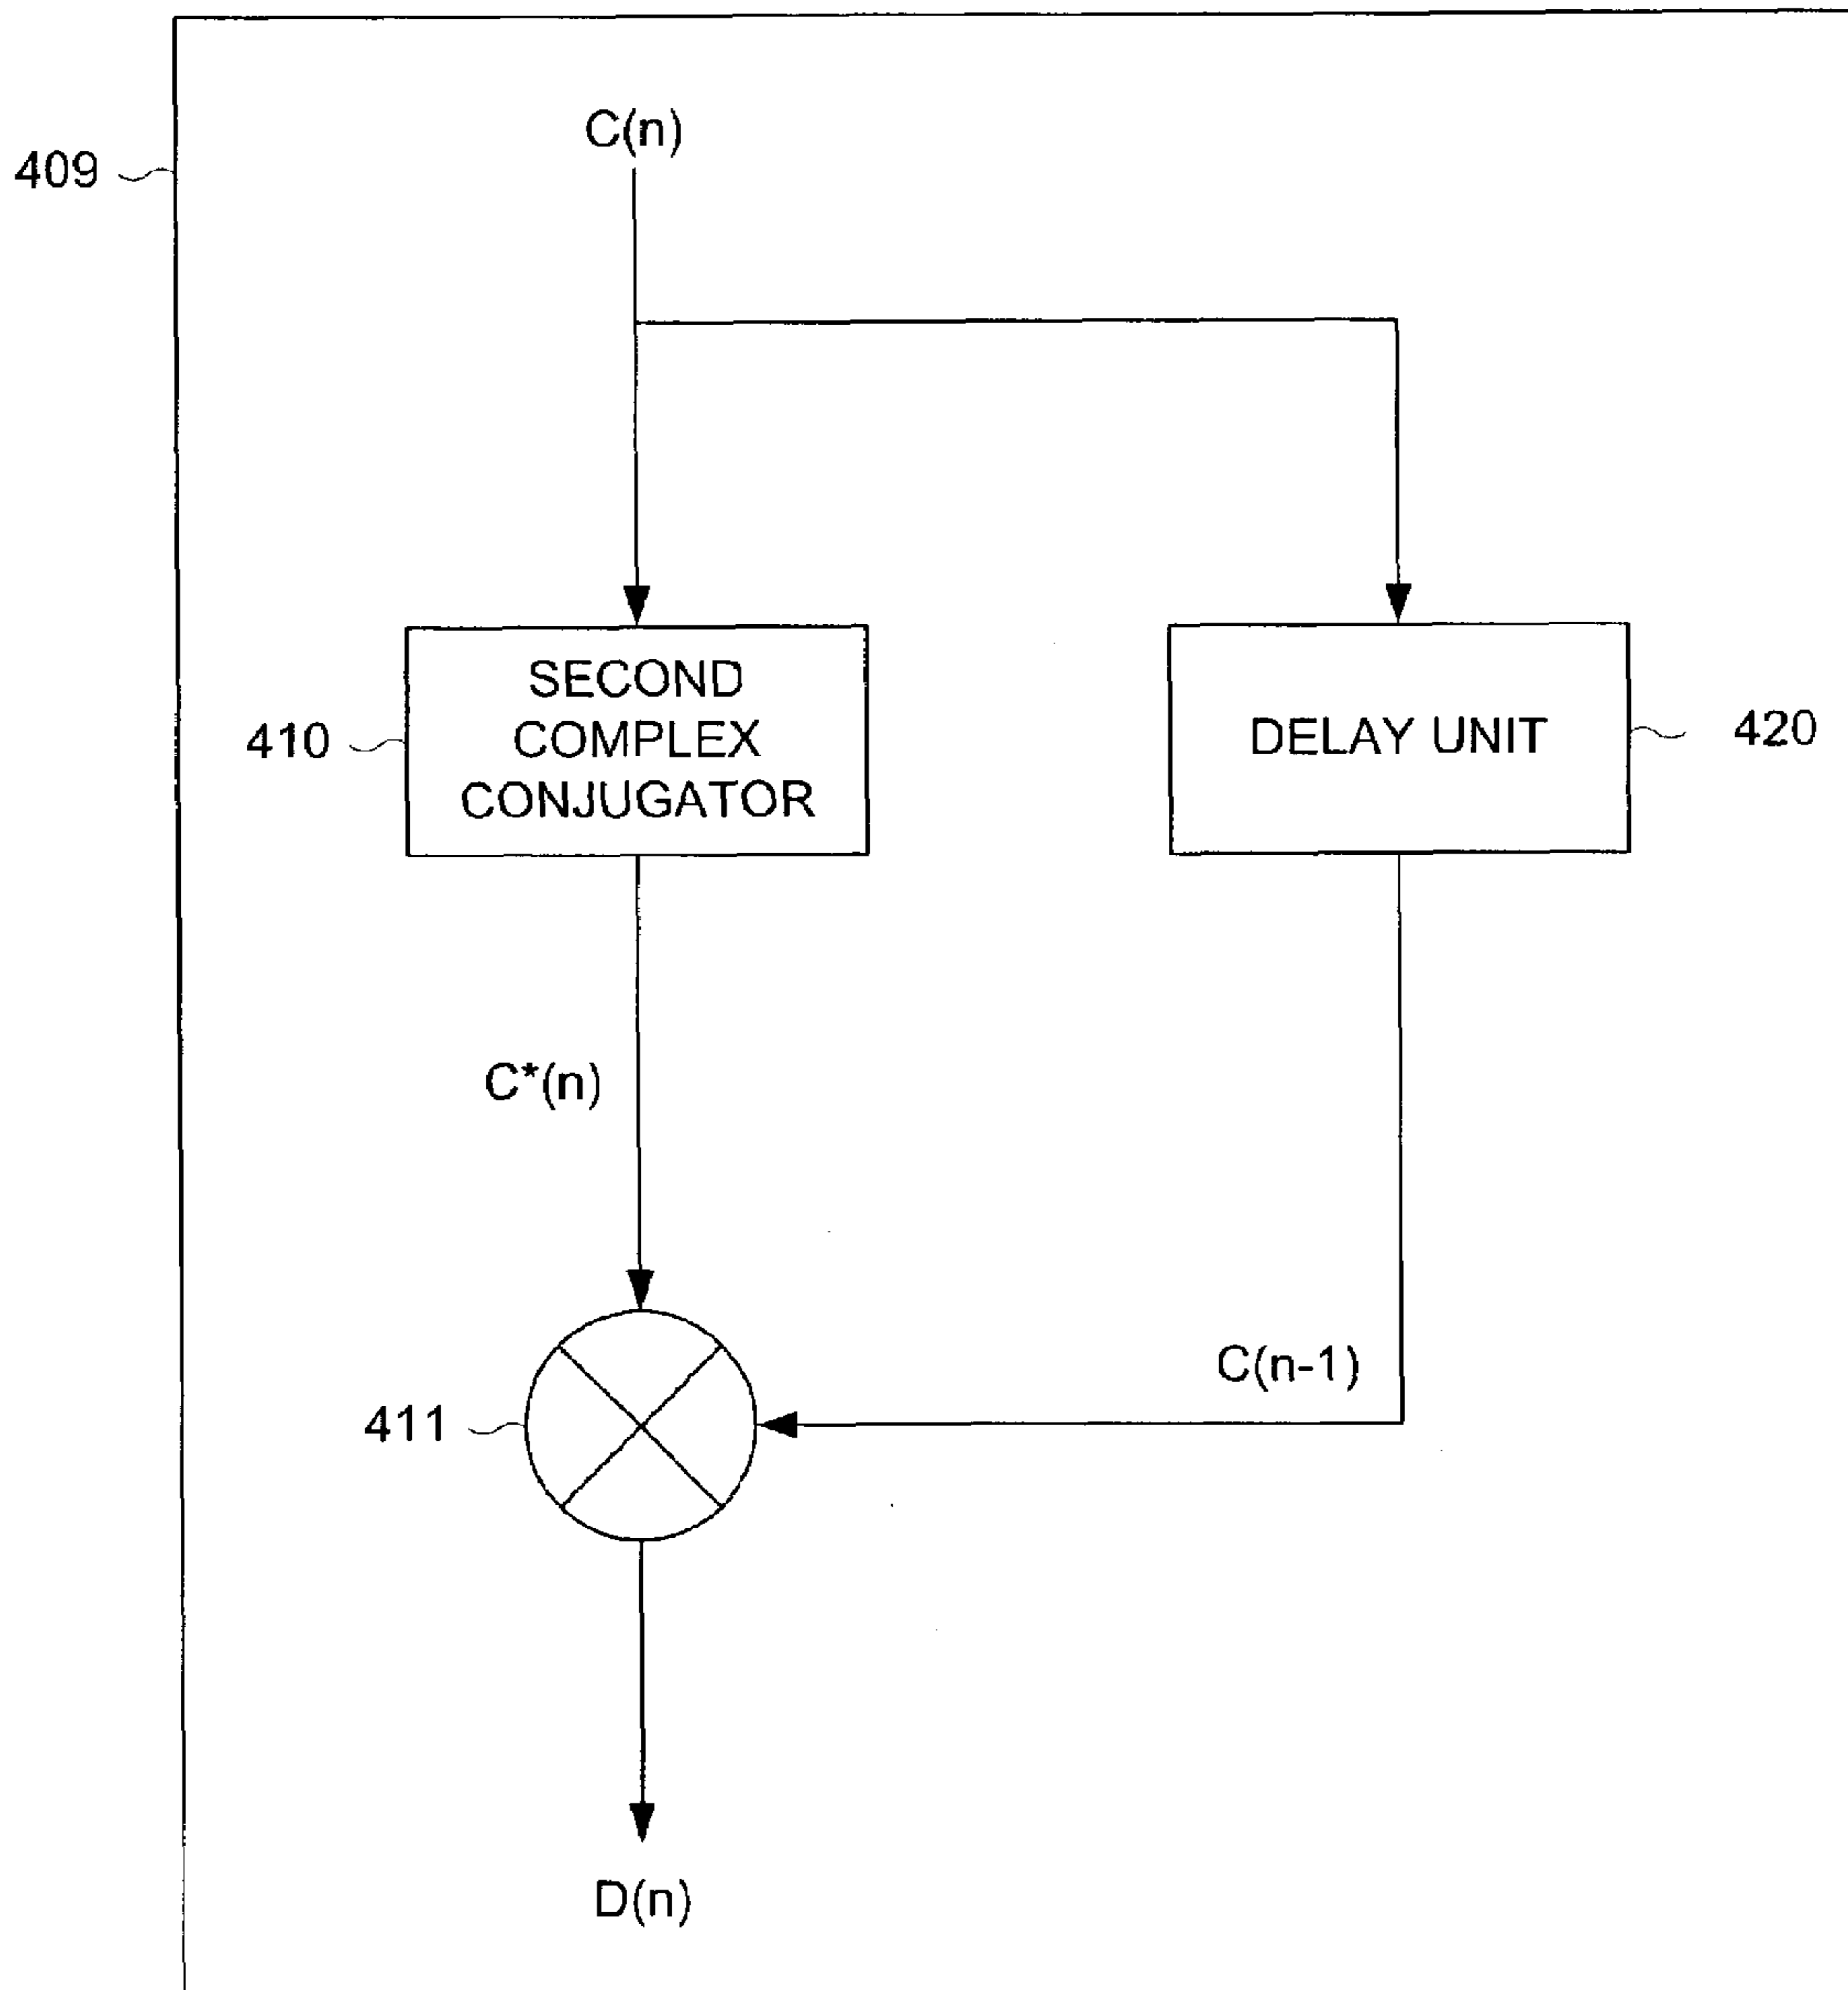 C(n)
409
SECOND
COMPLEX
CONJUGATOR
410
DELAY UNIT
420
C*(n)
C(n-1)
411
D(n)